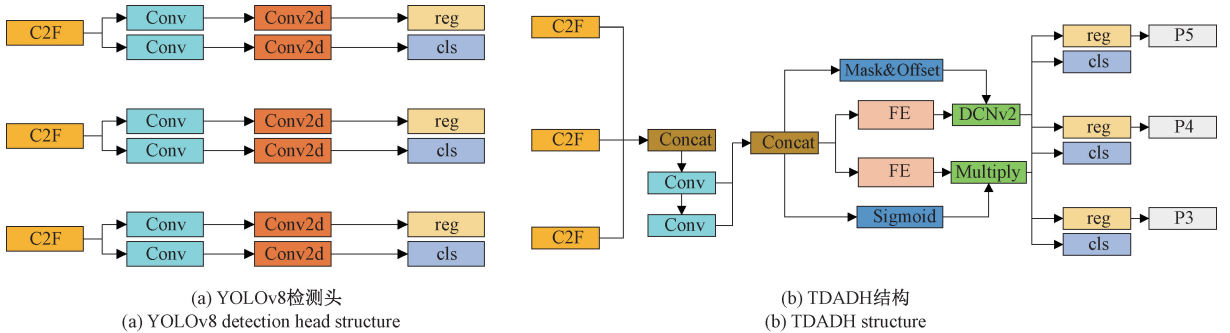 C2F
Conv
Conv2d
reg
Conv
Conv2d
cls
C2F
Conv
Conv2d
reg
Conv
Conv2d
cls
C2F
Conv
Conv2d
reg
Conv
Conv2d
cls
(a) YOLOv8检测头
(a) YOLOv8 detection head structure
C2F
C2F
C2F
Concat
Conv
Conv
Concat
Mask&Offset
FE
FE
Sigmoid
DCNv2
Multiply
reg
P5
cls
reg
P4
cls
reg
P3
cls
(b) TDADH结构
(b) TDADH structure